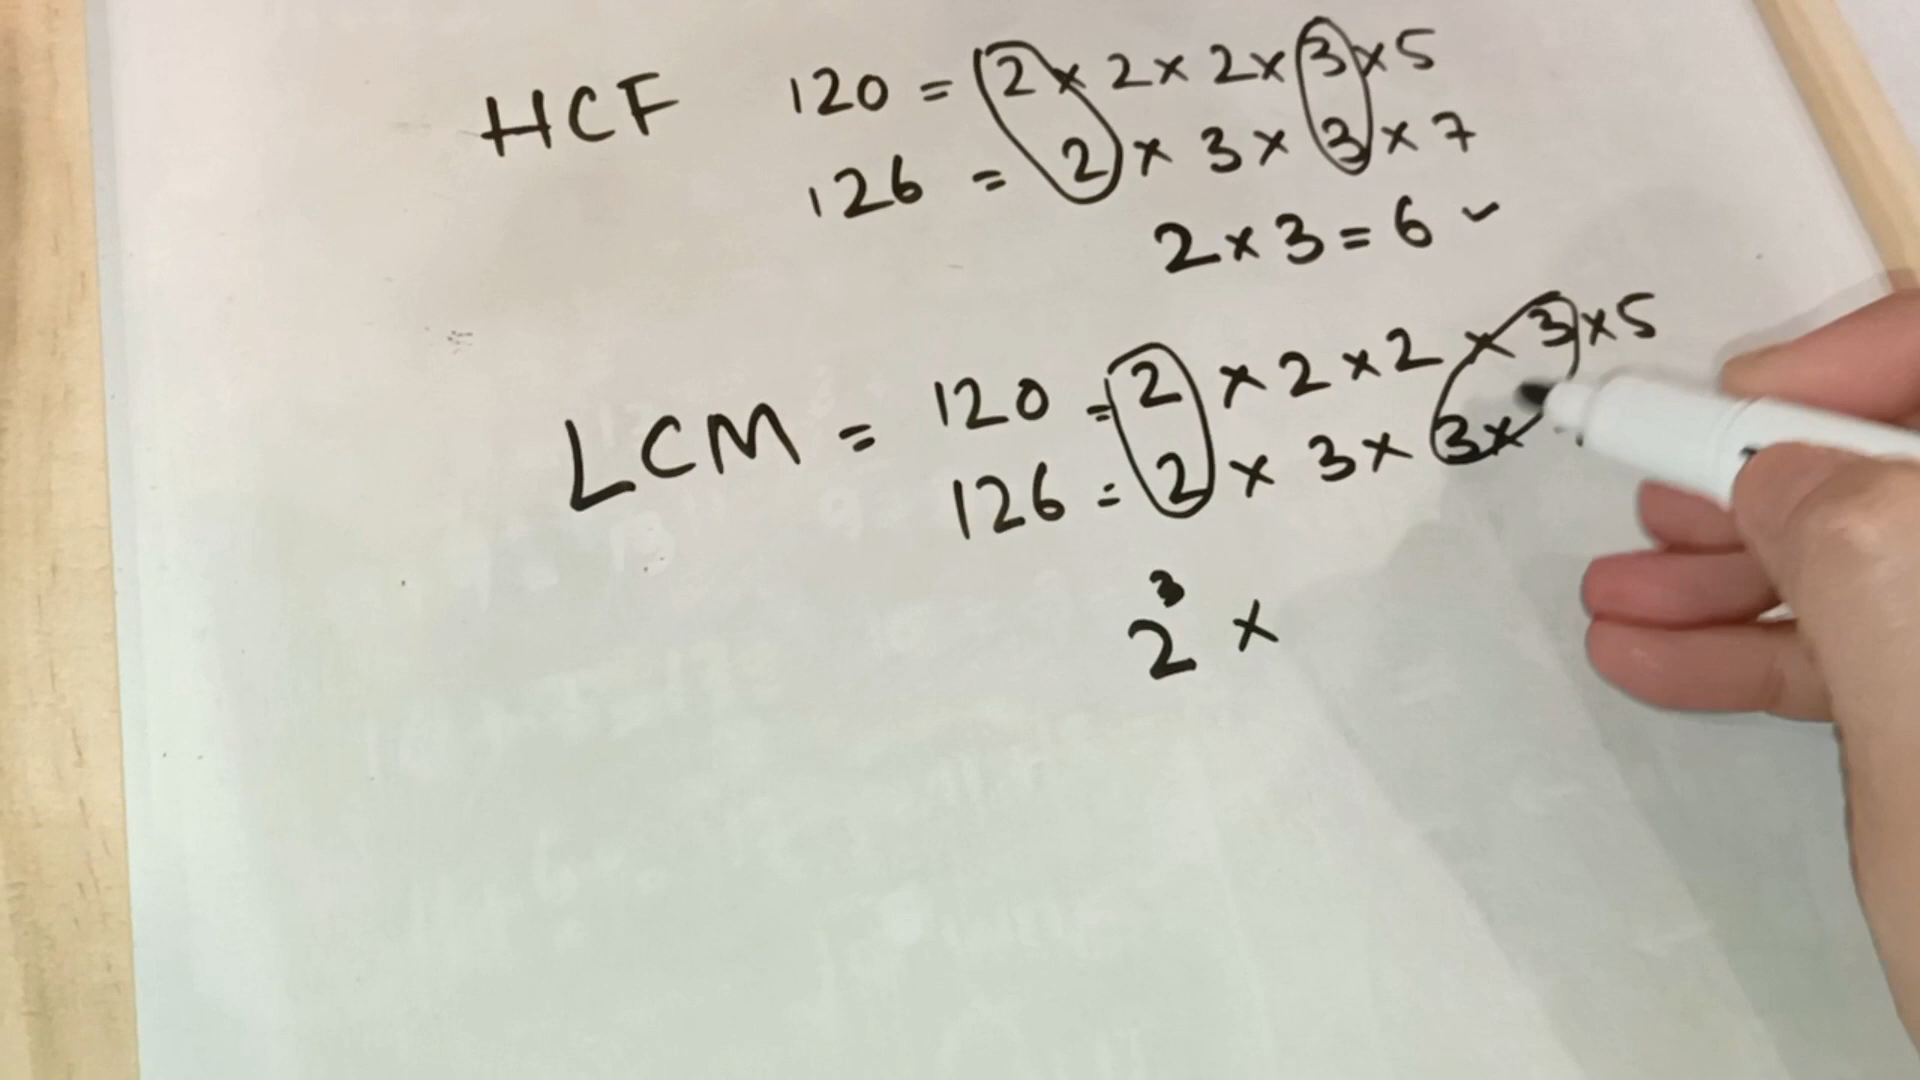 HCF 120 = 2 × 2 × 2 × 3 × 5
126 = 2 × 3 × 3 × 7
2 × 3 = 6 ✓
LCM = 120 = 2 × 2 × 2 × 3 × 5
126 = 2 × 3 × 3 ×
2³ ×